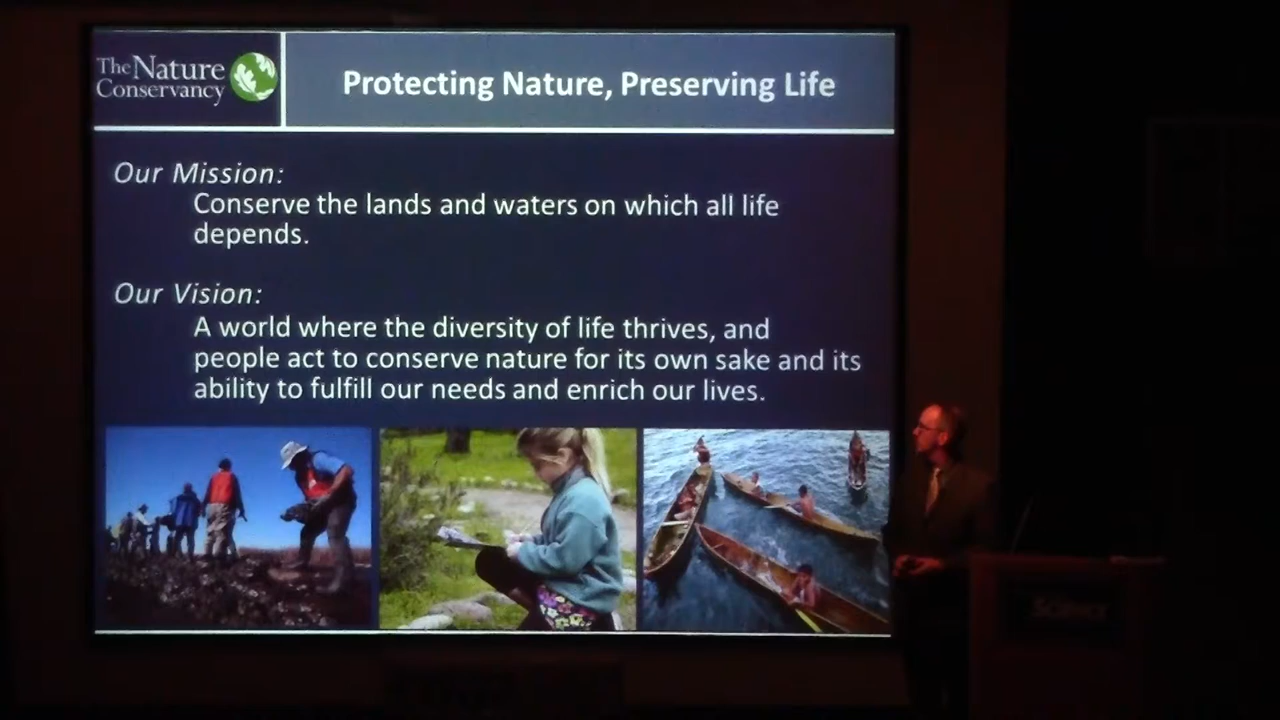 The Nature
Conservancy
Protecting Nature, Preserving Life
Our Mission:
Conserve the lands and waters on which all life
depends.
Our Vision:
A world where the diversity of life thrives, and
people act to conserve nature for its own sake and its
ability to fulfill our needs and enrich our lives.